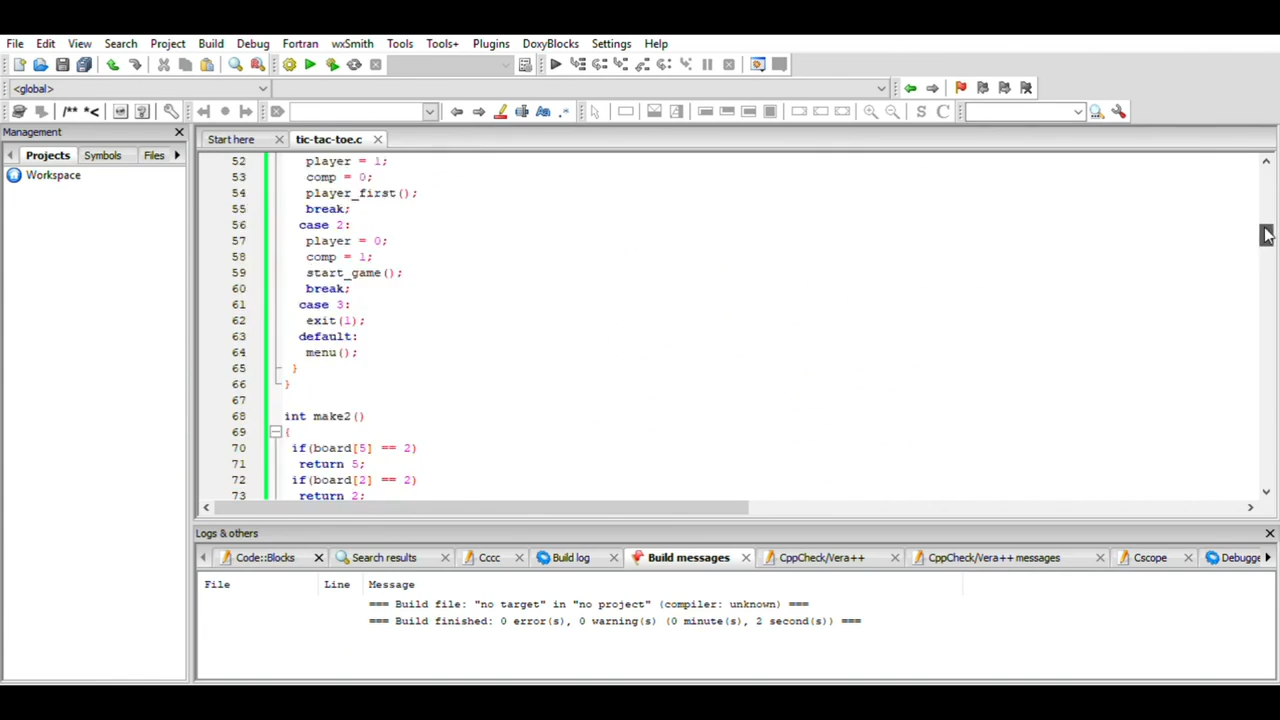 File Edit View Search Project Build Debug Fortran wxSmith Tools Tools+ Plugins DoxyBlocks Settings Help
<global>
/** *<
S C
Management
Projects Symbols Files
Workspace
Start here tic-tac-toe.c
52 player = 1;
53 comp = 0;
54 player_first();
55 break;
56 case 2:
57 player = 0;
58 comp = 1;
59 start_game();
60 break;
61 case 3:
62 exit(1);
63 default:
64 menu();
65 }
66 }
67
68 int make2()
69 {
70 if(board[5] == 2)
71 return 5;
72 if(board[2] == 2)
73 return 2;
Logs & others
Code::Blocks Search results Cccc Build log Build messages CppCheck/Vera++ CppCheck/Vera++ messages Cscope Debugge
File Line Message
=== Build file: "no target" in "no project" (compiler: unknown) ===
=== Build finished: 0 error(s), 0 warning(s) (0 minute(s), 2 second(s)) ===